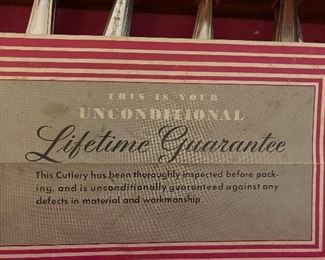 THIS IS YOUR
UNCONDITIONAL
Lifetime Guarantee
This Cutlery has been thoroughly inspected before pack-
ing, and is unconditionally guaranteed against any
defects in material and workmanship.